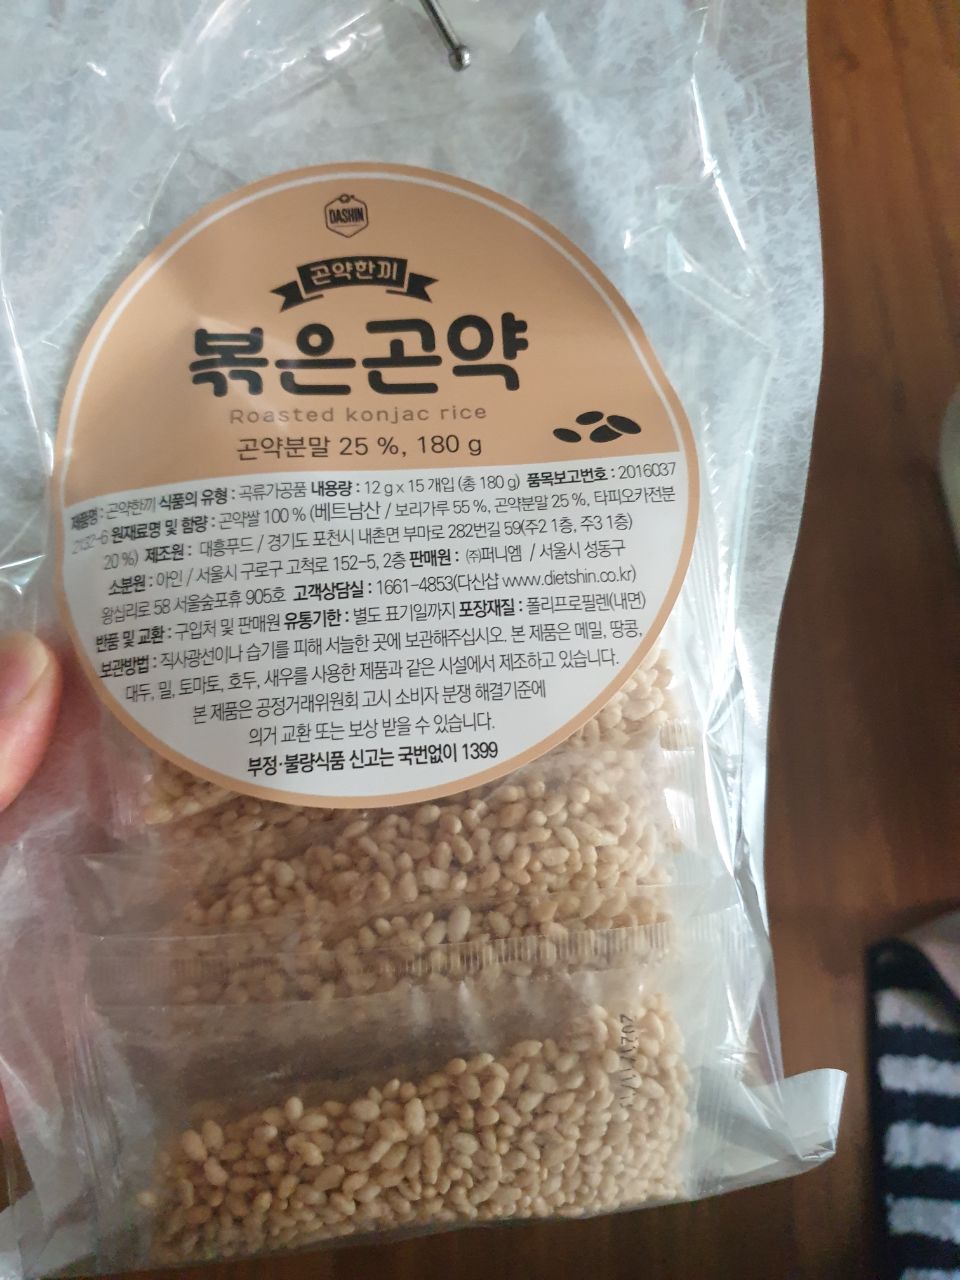 DASHIN
곤약한끼
볶은곤약
Roasted konjac rice
곤약분말 25 %, 180 g
제품명 : 곤약한끼 식품의 유형 : 곡류가공품 내용량 : 12 g x 15 개입 (총 180 g) 품목보고번호 : 2016037
2132-6 원재료명 및 함량 : 곤약쌀 100 % (베트남산 / 보리가루 55 %, 곤약분말 25 %, 타피오카전분
20 %) 제조원 : 대흥푸드 / 경기도 포천시 내촌면 부마로 282번길 59(주2 1층, 주3 1층)
소분원 : 아인 / 서울시 구로구 고척로 152-5, 2층 판매원 : ㈜퍼니엠 / 서울시 성동구
왕십리로 58 서울숲포휴 905호 고객상담실 : 1661-4853(다신샵 www.dietshin.co.kr)
반품 및 교환 : 구입처 및 판매원 유통기한 : 별도 표기일까지 포장재질 : 폴리프로필렌(내면)
보관방법 : 직사광선이나 습기를 피해 서늘한 곳에 보관해주십시오. 본 제품은 메밀, 땅콩,
대두, 밀, 토마토, 호두, 새우를 사용한 제품과 같은 시설에서 제조하고 있습니다.
본 제품은 공정거래위원회 고시 소비자 분쟁 해결기준에
의거 교환 또는 보상 받을 수 있습니다.
부정·불량식품 신고는 국번없이 1399